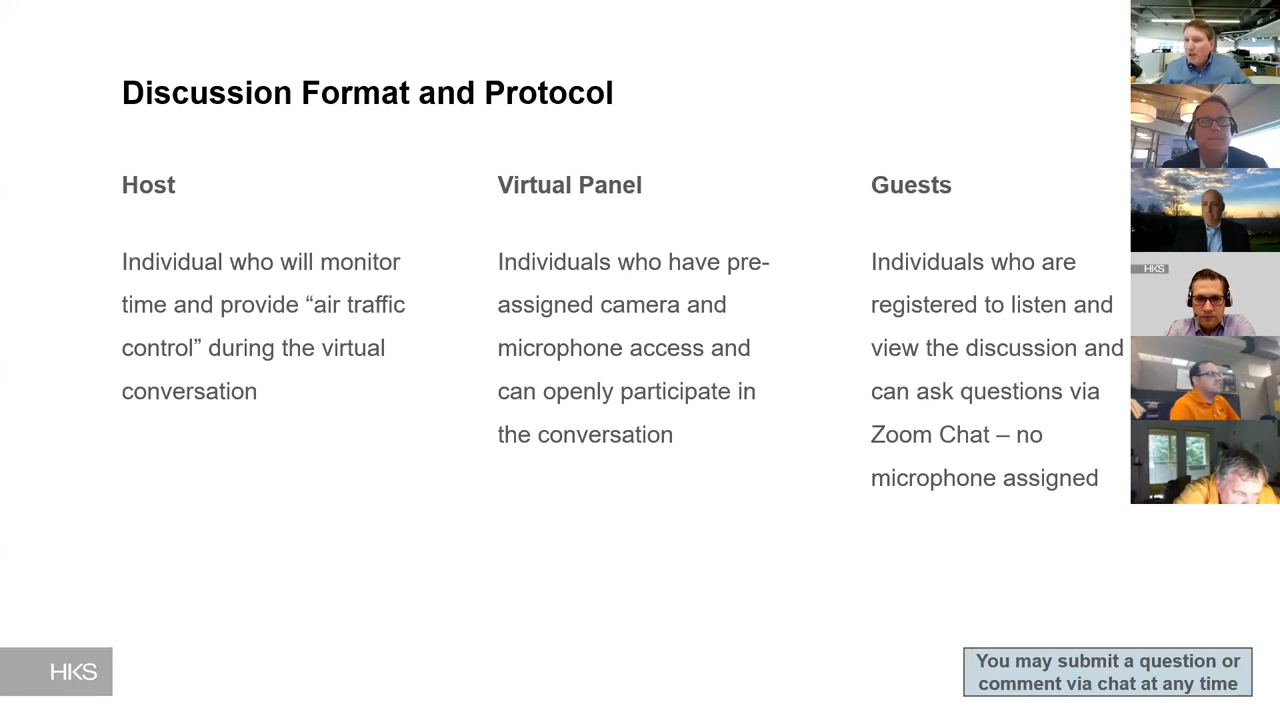 Discussion Format and Protocol
Host
Individual who will monitor
time and provide “air traffic
control” during the virtual
conversation
Virtual Panel
Individuals who have pre-
assigned camera and
microphone access and
can openly participate in
the conversation
Guests
Individuals who are
registered to listen and
view the discussion and
can ask questions via
Zoom Chat – no
microphone assigned
HKS
HKS
You may submit a question or
comment via chat at any time